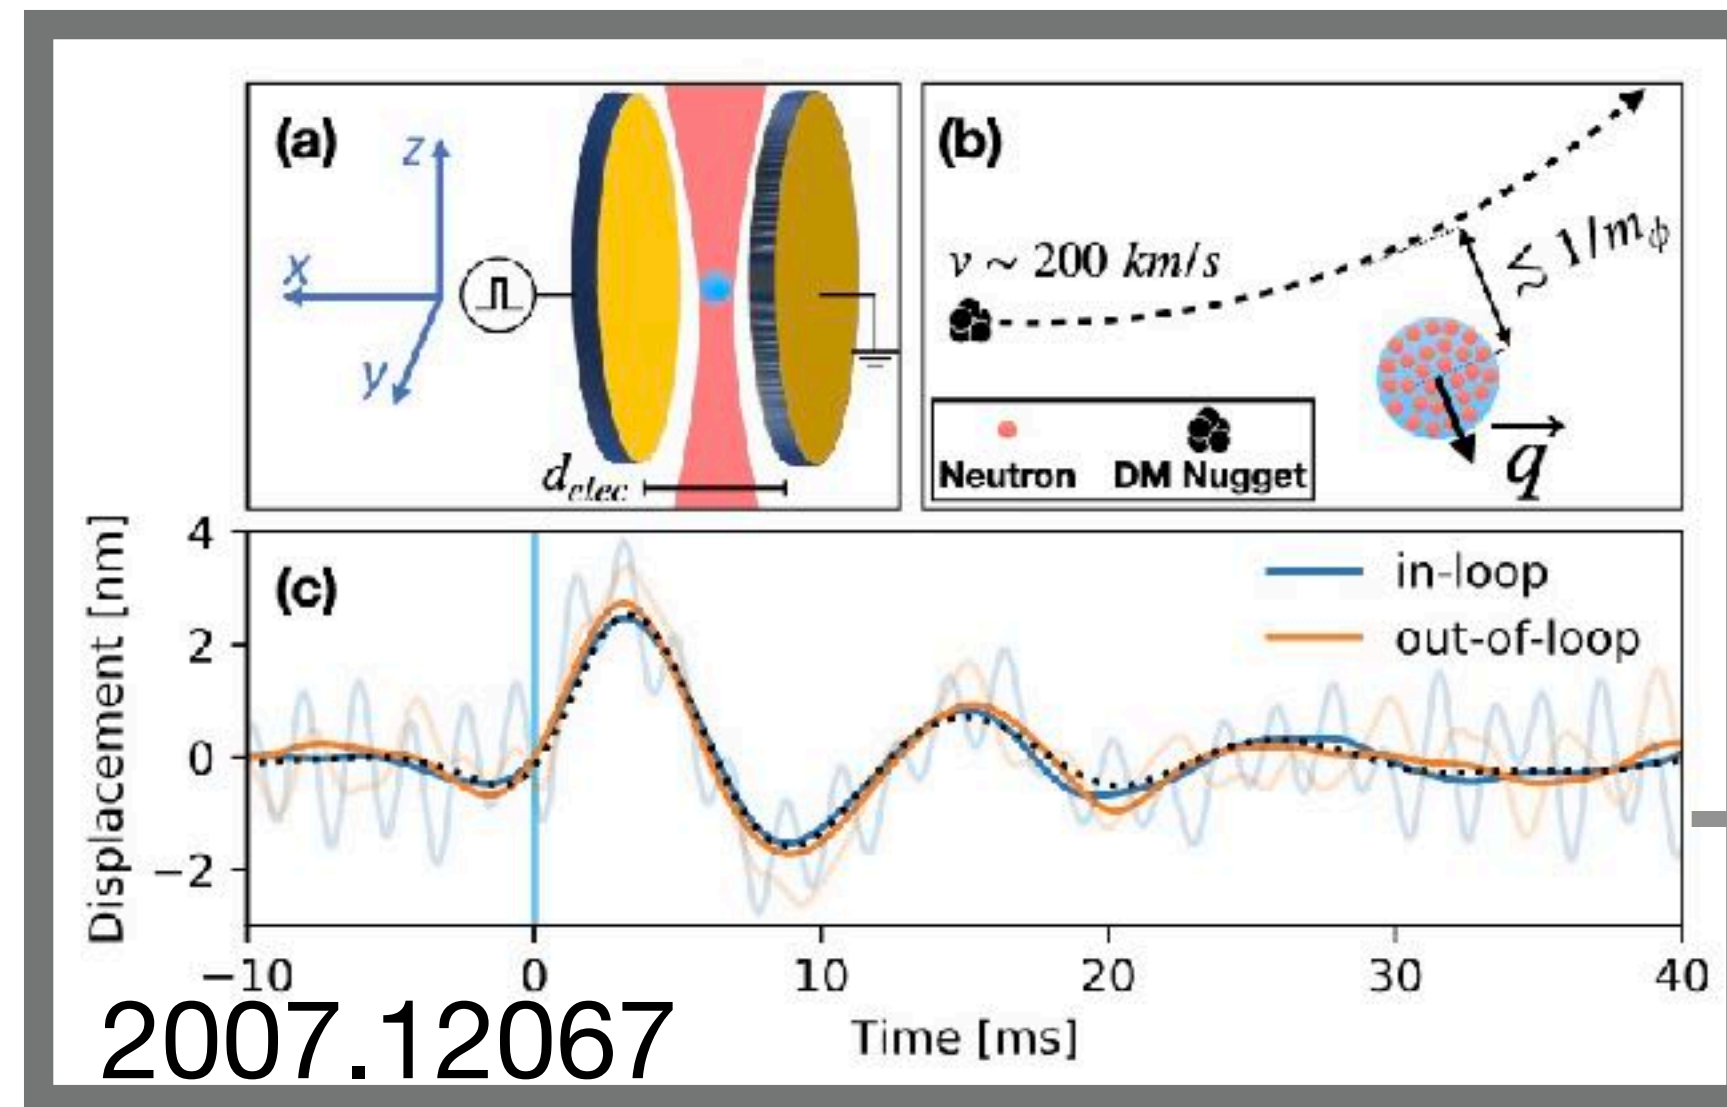 (a)
z
x
y
d_elec
(b)
v ~ 200 km/s
≲ 1/m_ϕ
q
Neutron DM Nugget
(c)
in-loop
out-of-loop
Displacement [nm]
4
2
0
−2
−10 0 10 20 30 40
Time [ms]
2007.12067